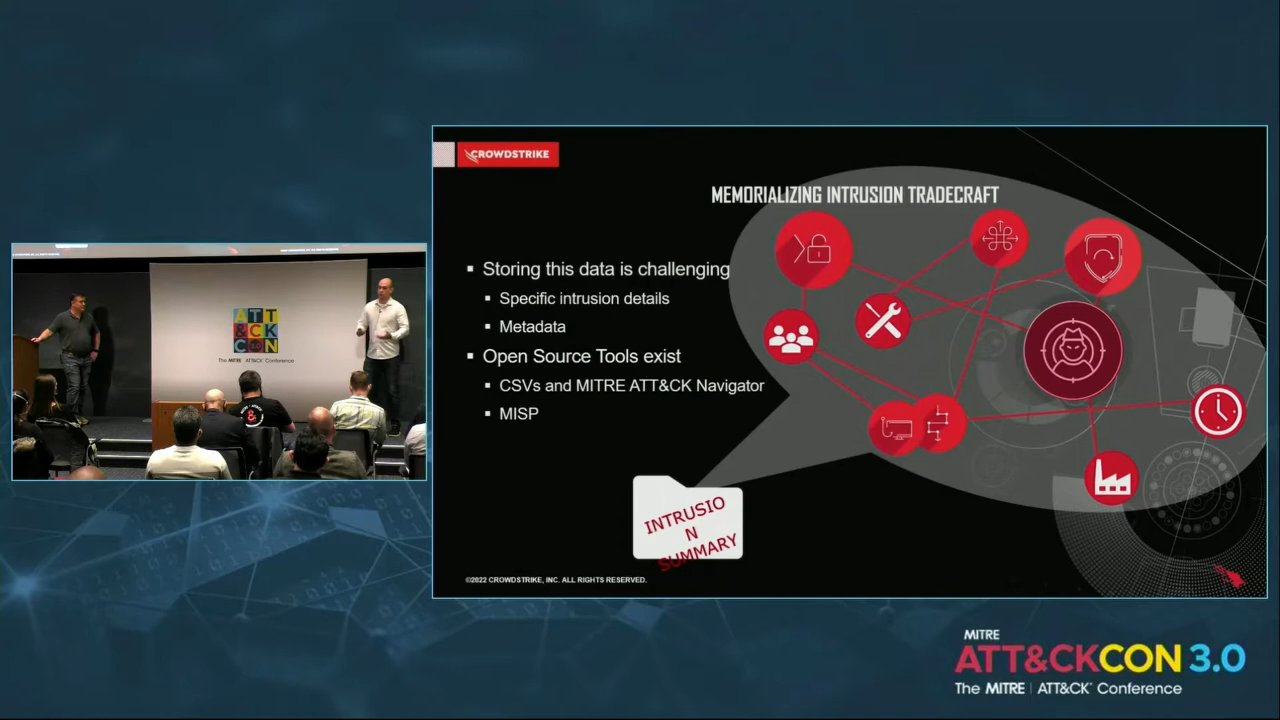 CROWDSTRIKE
MEMORIALIZING INTRUSION TRADECRAFT
▪ Storing this data is challenging
▪ Specific intrusion details
▪ Metadata
▪ Open Source Tools exist
▪ CSVs and MITRE ATT&CK Navigator
▪ MISP
INTRUSIO
N
SUMMARY
©2022 CROWDSTRIKE, INC. ALL RIGHTS RESERVED.
ATT
&CK
CON
The MITRE | ATT&CK Conference
&
MITRE
ATT&CKCON 3.0
The MITRE | ATT&CK® Conference